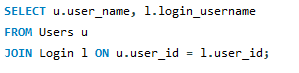 SELECT u.user_name, l.login_username
FROM Users u
JOIN Login l ON u.user_id = l.user_id;